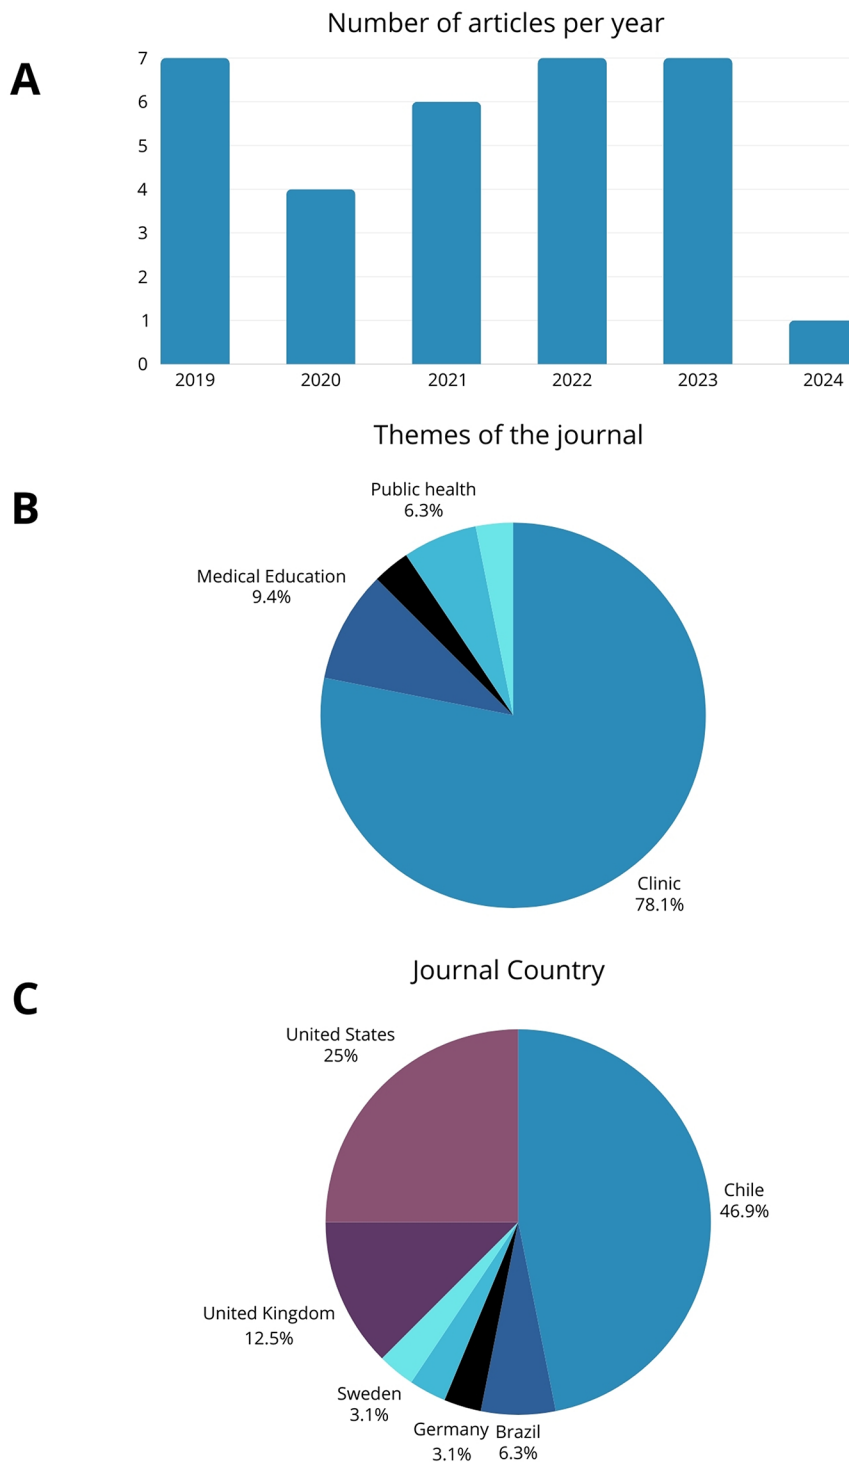 Number of articles per year
A
7
6
5
4
3
2
1
0
2019 2020 2021 2022 2023 2024
Themes of the journal
B
Public health
6.3%
Medical Education
9.4%
Clinic
78.1%
Journal Country
C
United States
25%
Chile
46.9%
United Kingdom
12.5%
Sweden
3.1%
Germany
3.1%
Brazil
6.3%